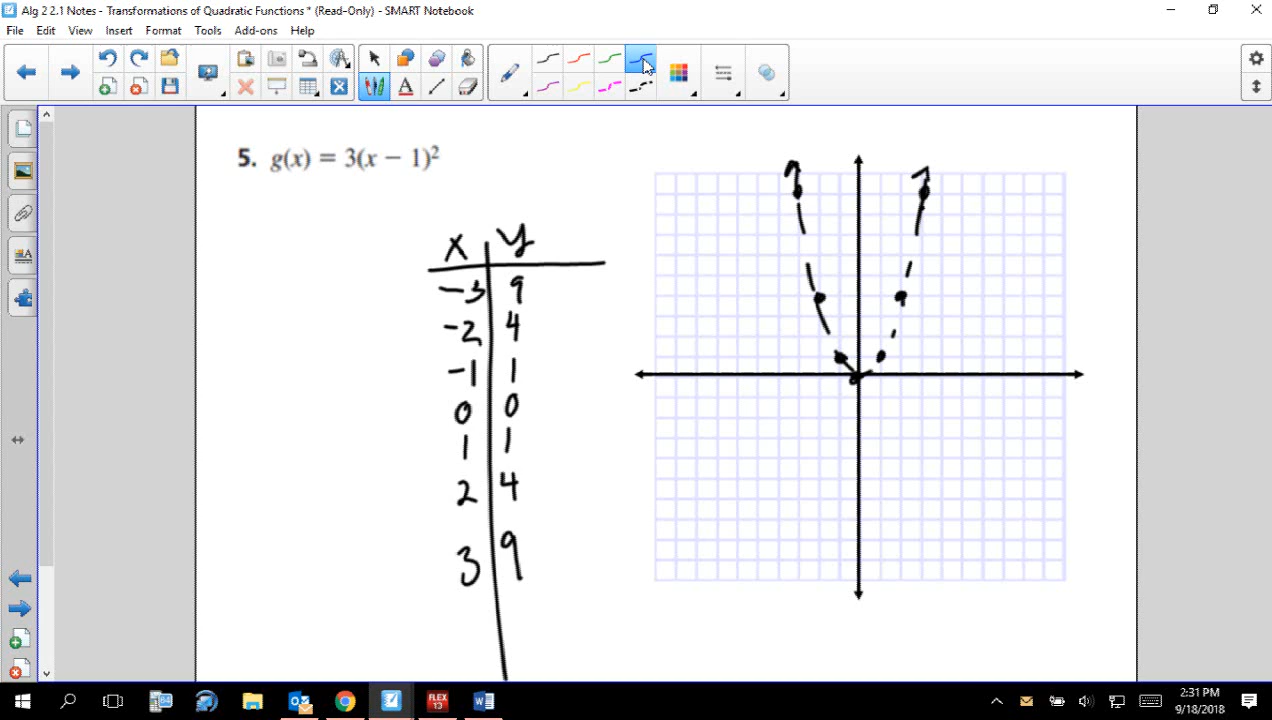 Alg 2 2.1 Notes - Transformations of Quadratic Functions * (Read-Only) - SMART Notebook
File Edit View Insert Format Tools Add-ons Help
5. g(x) = 3(x − 1)²
x y
-3 9
-2 4
-1 1
0 0
1 1
2 4
3 9
FLEX 13
2:31 PM
9/18/2018